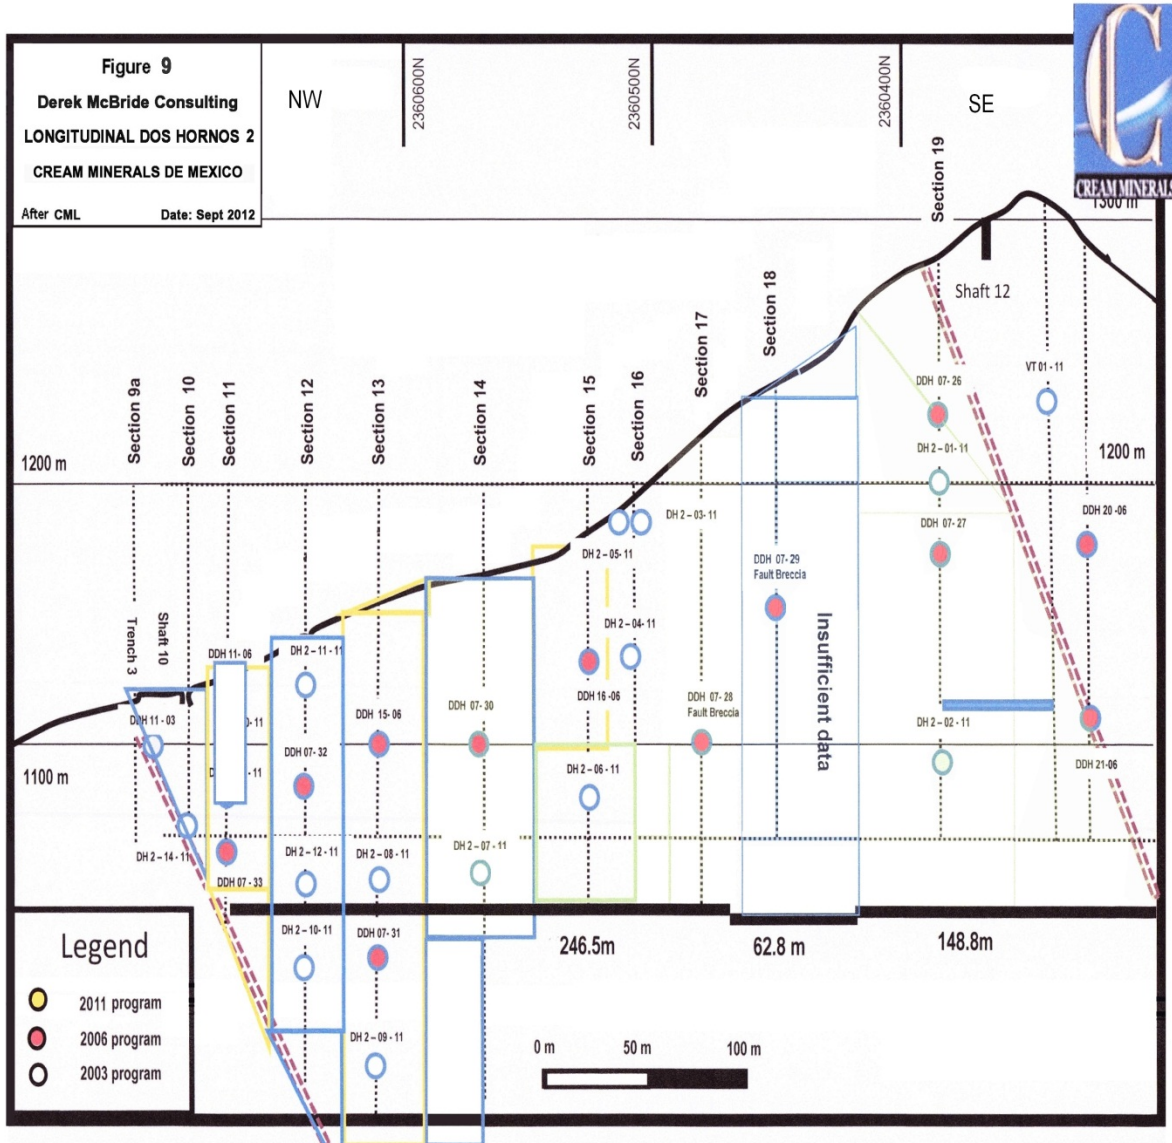 Figure 9
Derek McBride Consulting
LONGITUDINAL DOS HORNOS 2
CREAM MINERALS DE MEXICO
After CML Date: Sept 2012
NW
2360600N
2360500N
2360400N
SE
CREAM MINERALS
1300 m
Section 9a
Section 10
Section 11
Section 12
Section 13
Section 14
Section 15
Section 16
Section 17
Section 18
Section 19
Shaft 12
VT 01 - 11
DDH 07- 26
DH 2 – 01- 11
1200 m
1200 m
DDH 07- 27
DDH 20 -06
DH 2 – 03- 11
DH 2 – 05- 11
DDH 07- 29
Fault Breccia
Insufficient data
DH 2 – 04- 11
Trench 3
Shaft 10
DDH 11- 06
DH 2 – 11 - 11
DDH 16 -06
DDH 07- 28
Fault Breccia
DDH 11 - 03
DDH 15-06
DDH 07- 30
DH 2 – 02- 11
DDH 07- 32
DH 2 – 06 - 11
DDH 21-06
1100 m
- 11
DH 2 – 14 - 11
DH 2 – 12 - 11
DH 2 – 08 - 11
DH 2 – 07 - 11
DDH 07 - 33
DH 2 – 10- 11
DDH 07-31
246.5m
62.8 m
148.8m
DH 2 – 09 - 11
0 m 50 m 100 m
Legend
2011 program
2006 program
2003 program